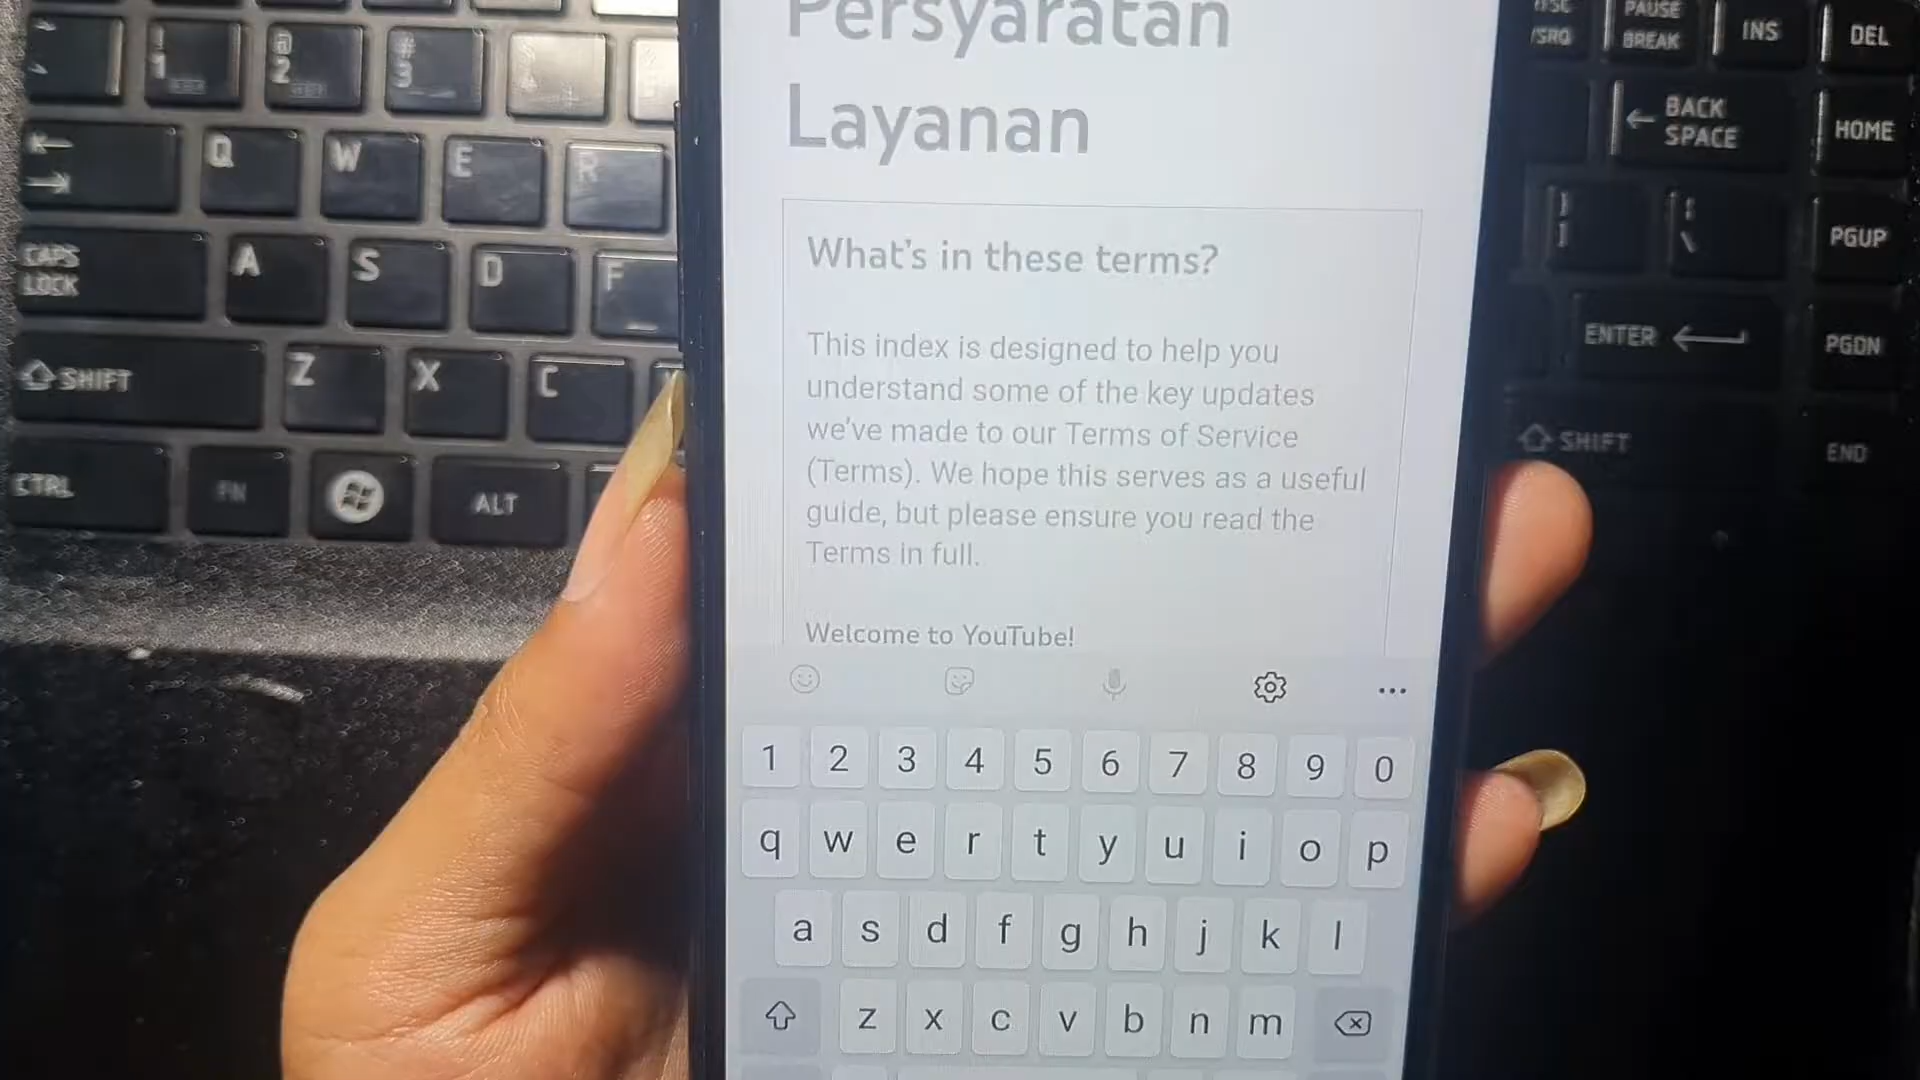 Persyaratan
Layanan
What's in these terms?
This index is designed to help you
understand some of the key updates
we've made to our Terms of Service
(Terms). We hope this serves as a useful
guide, but please ensure you read the
Terms in full.
Welcome to YouTube!
1 2 3 4 5 6 7 8 9 0
q w e r t y u i o p
a s d f g h j k l
z x c v b n m
1 2 3
Q W E R
CAPS LOCK A S D F
SHIFT Z X C
CTRL FN ALT
PAUSE BREAK INS DEL
BACK SPACE HOME
PGUP
ENTER PGDN
SHIFT END